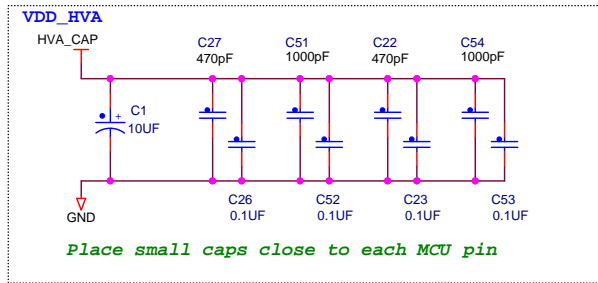 VDD_HVA
HVA_CAP
C27
470pF
C51
1000pF
C22
470pF
C54
1000pF
+
C1
10UF
C26
0.1UF
C52
0.1UF
C23
0.1UF
C53
0.1UF
GND
Place small caps close to each MCU pin